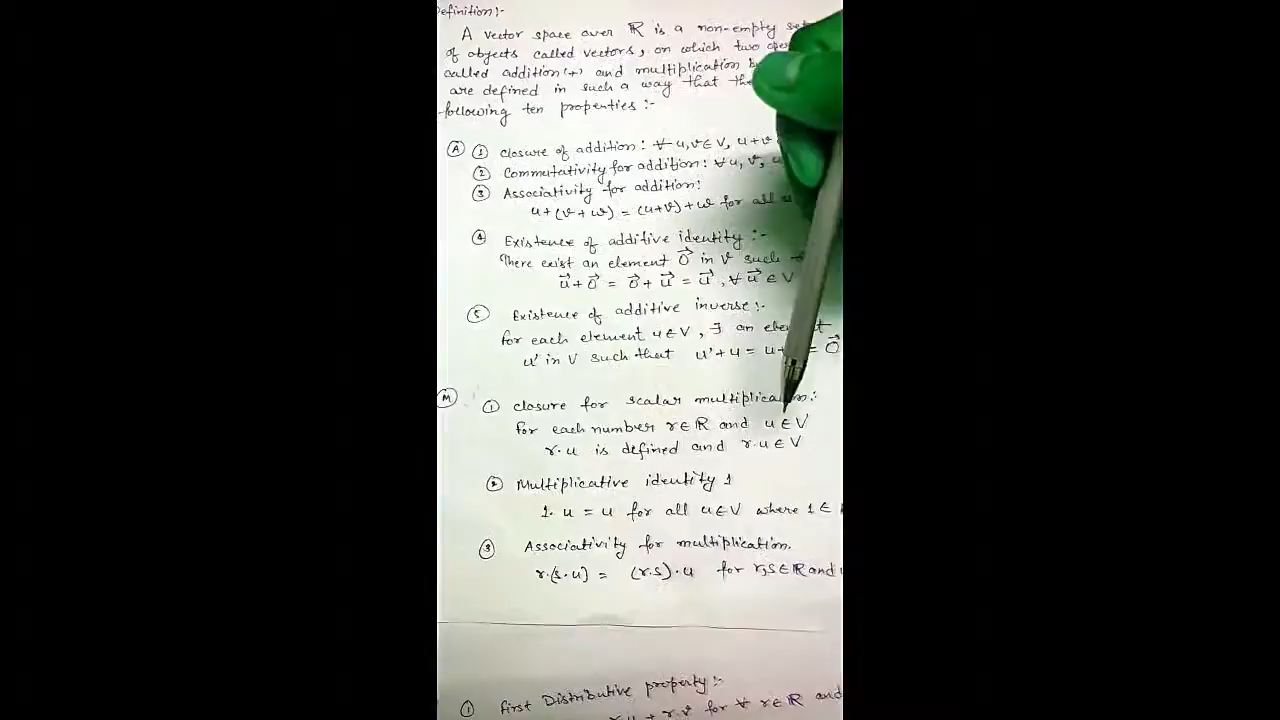 Definition:-
A vector space over ℝ is a non-empty set
of objects called vectors, on which two
called addition '+' and multiplication
are defined in such a way that the
following ten properties :-
Ⓐ ① closure of addition : ∀ u,v ∈ V, u+v
② Commutativity for addition : ∀ u, v,
③ Associativity for addition:
u+(v+w) = (u+v)+w for all
④ Existence of additive identity :-
There exist an element 0⃗ in V such
u⃗ + 0⃗ = 0⃗ + u⃗ = u⃗, ∀ u⃗ ∈ V
⑤ Existence of additive inverse :-
for each element u ∈ V, ∃ an element
u' in V such that u'+u = u+ = 0⃗
Ⓜ ① closure for scalar multiplication:-
for each number r ∈ ℝ and u ∈ V
r·u is defined and r.u ∈ V
② Multiplicative identity 1
1. u = u for all u ∈ V where 1 ∈
③ Associativity for multiplication.
r.(s.u) = (r.s).u for r,s ∈ ℝ and
① first Distributive property :-
r.u + r.v for ∀ r ∈ ℝ and